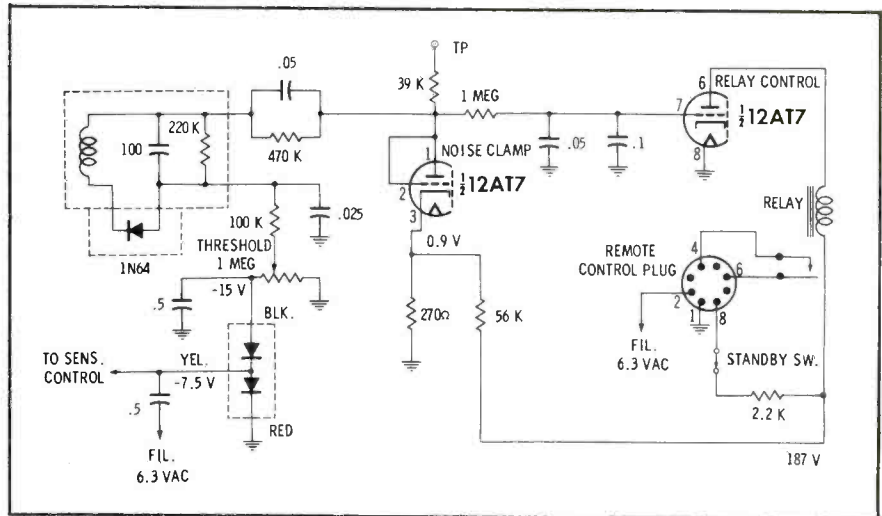 TP
.05
39 K
RELAY CONTROL
6
1 MEG
7
½12AT7
220 K
100
470 K
.05
.1
8
1
NOISE CLAMP
2
½12AT7
3
.025
RELAY
100 K
1N64
THRESHOLD
1 MEG
0.9 V
REMOTE
CONTROL PLUG
4
6
-15 V
2
.5
BLK.
270Ω
56 K
1
8
TO SENS.
CONTROL
YEL.
-7.5 V
FIL.
6.3 VAC
STANDBY SW.
.5
RED
2.2 K
FIL.
6.3 VAC
187 V